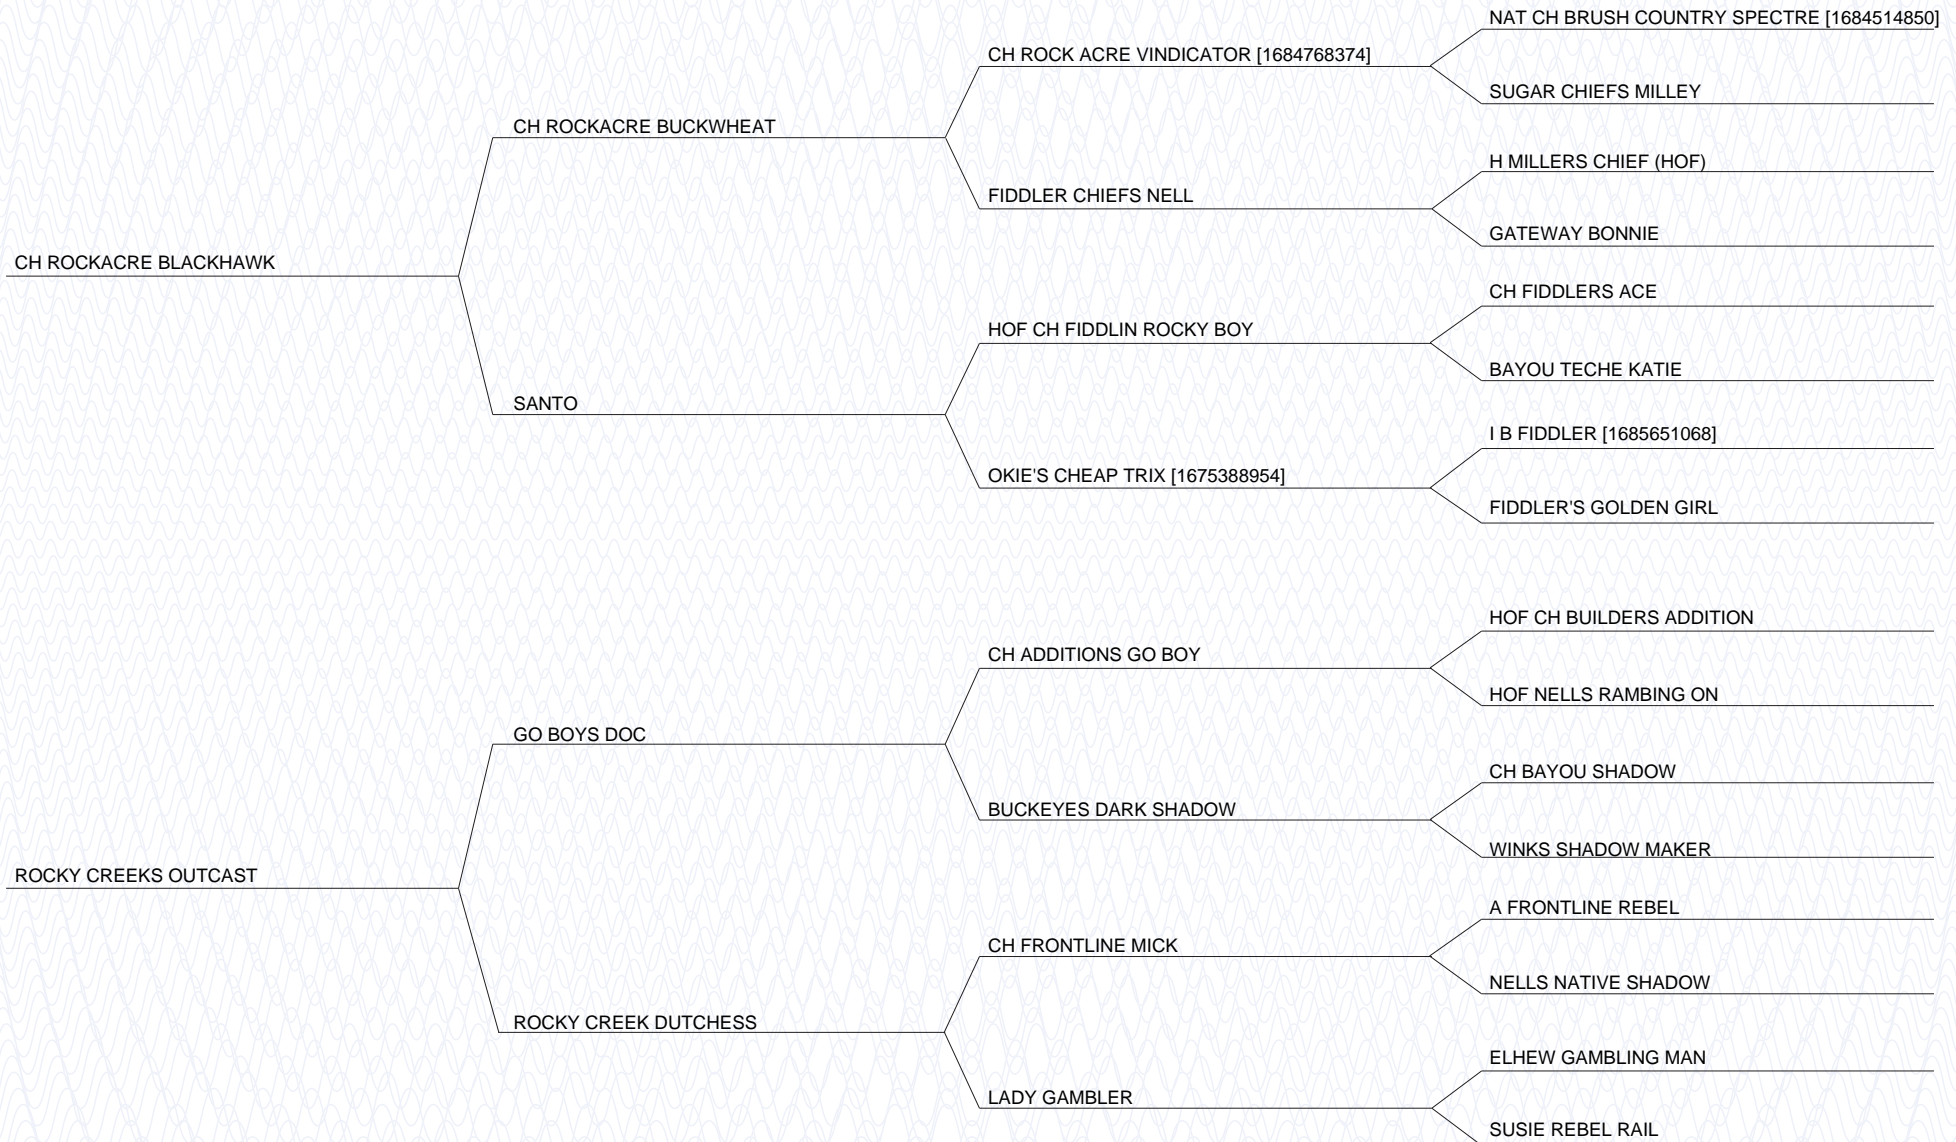 NAT CH BRUSH COUNTRY SPECTRE [1684514850]
CH ROCK ACRE VINDICATOR [1684768374]
SUGAR CHIEFS MILLEY
CH ROCKACRE BUCKWHEAT
H MILLERS CHIEF (HOF)
FIDDLER CHIEFS NELL
GATEWAY BONNIE
CH ROCKACRE BLACKHAWK
CH FIDDLERS ACE
HOF CH FIDDLIN ROCKY BOY
BAYOU TECHE KATIE
SANTO
I B FIDDLER [1685651068]
OKIE'S CHEAP TRIX [1675388954]
FIDDLER'S GOLDEN GIRL
HOF CH BUILDERS ADDITION
CH ADDITIONS GO BOY
HOF NELLS RAMBING ON
GO BOYS DOC
CH BAYOU SHADOW
BUCKEYES DARK SHADOW
WINKS SHADOW MAKER
ROCKY CREEKS OUTCAST
A FRONTLINE REBEL
CH FRONTLINE MICK
NELLS NATIVE SHADOW
ROCKY CREEK DUTCHESS
ELHEW GAMBLING MAN
LADY GAMBLER
SUSIE REBEL RAIL